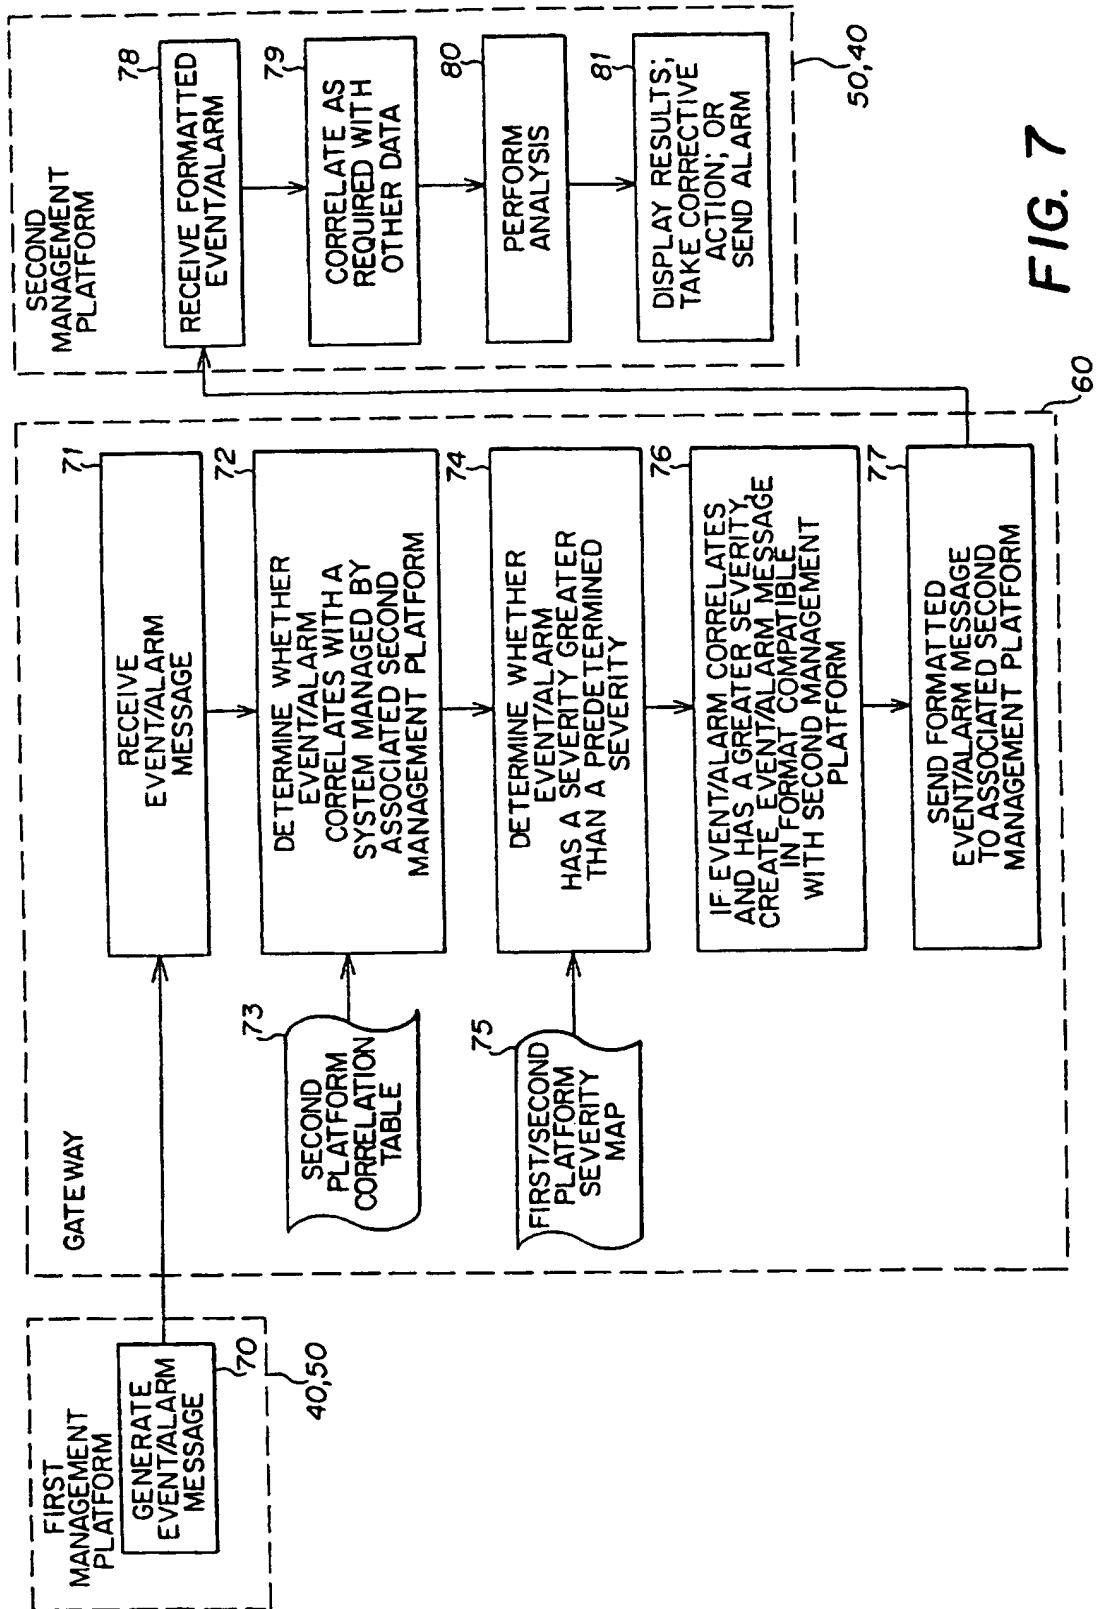 FIRST
MANAGEMENT
PLATFORM
GENERATE
EVENT/ALARM
MESSAGE
70
40,50
GATEWAY
RECEIVE
EVENT/ALARM
MESSAGE
71
DETERMINE WHETHER
EVENT/ALARM
CORRELATES WITH A
SYSTEM MANAGED BY
ASSOCIATED SECOND
MANAGEMENT PLATFORM
72
SECOND
PLATFORM
CORRELATION
TABLE
73
DETERMINE WHETHER
EVENT/ALARM
HAS A SEVERITY GREATER
THAN A PREDETERMINED
SEVERITY
74
FIRST/SECOND
PLATFORM
SEVERITY
MAP
75
IF EVENT/ALARM CORRELATES
AND HAS A GREATER SEVERITY,
CREATE EVENT/ALARM MESSAGE
IN FORMAT COMPATIBLE
WITH SECOND MANAGEMENT
PLATFORM
76
SEND FORMATTED
EVENT/ALARM MESSAGE
TO ASSOCIATED SECOND
MANAGEMENT PLATFORM
77
60
SECOND
MANAGEMENT
PLATFORM
RECEIVE FORMATTED
EVENT/ALARM
78
CORRELATE AS
REQUIRED WITH
OTHER DATA
79
PERFORM
ANALYSIS
80
DISPLAY RESULTS;
TAKE CORRECTIVE
ACTION; OR
SEND ALARM
81
50,40
FIG. 7